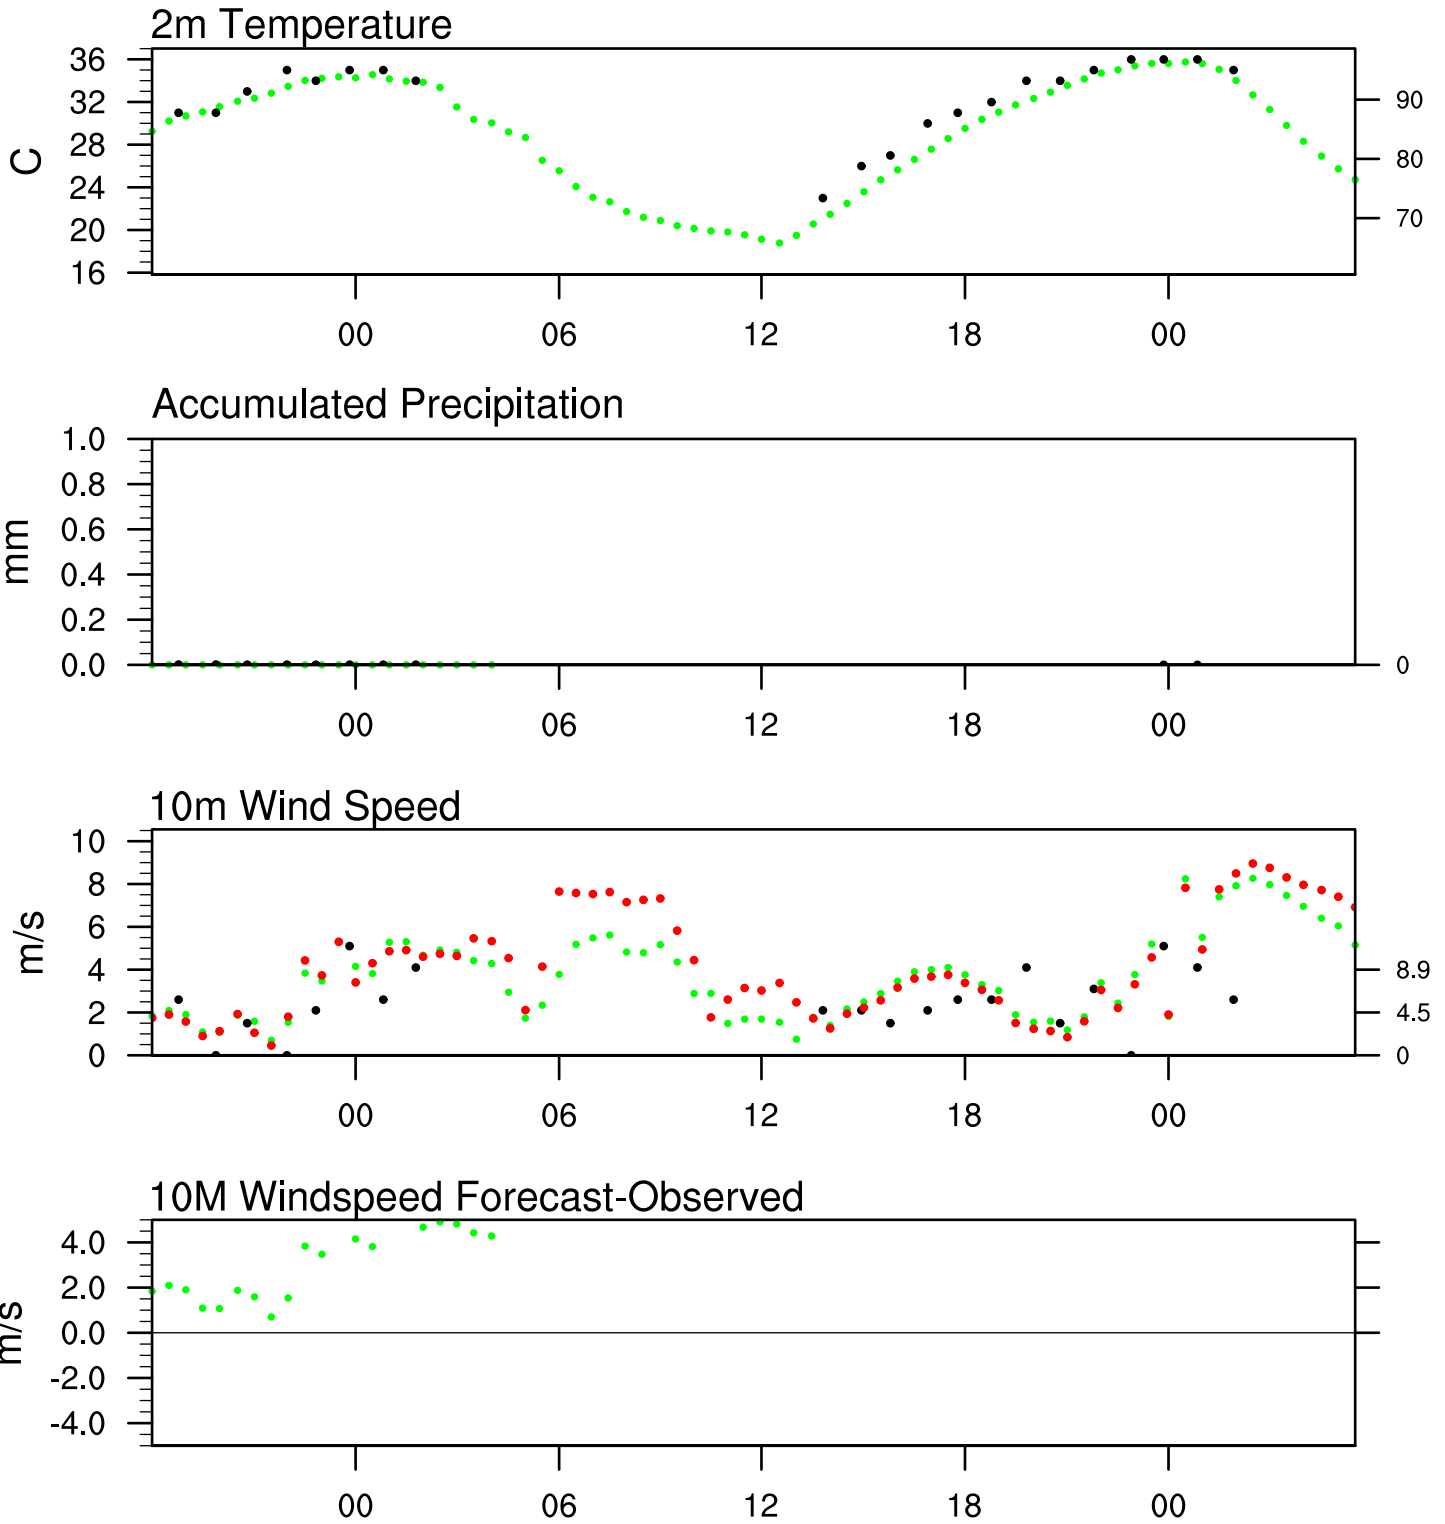 2m Temperature
36
32
28
24
20
16
C
90
80
70
00 06 12 18 00
Accumulated Precipitation
1.0
0.8
0.6
0.4
0.2
0.0
mm
0
00 06 12 18 00
10m Wind Speed
10
8
6
4
2
0
m/s
8.9
4.5
0
00 06 12 18 00
10M Windspeed Forecast-Observed
4.0
2.0
0.0
-2.0
-4.0
m/s
00 06 12 18 00